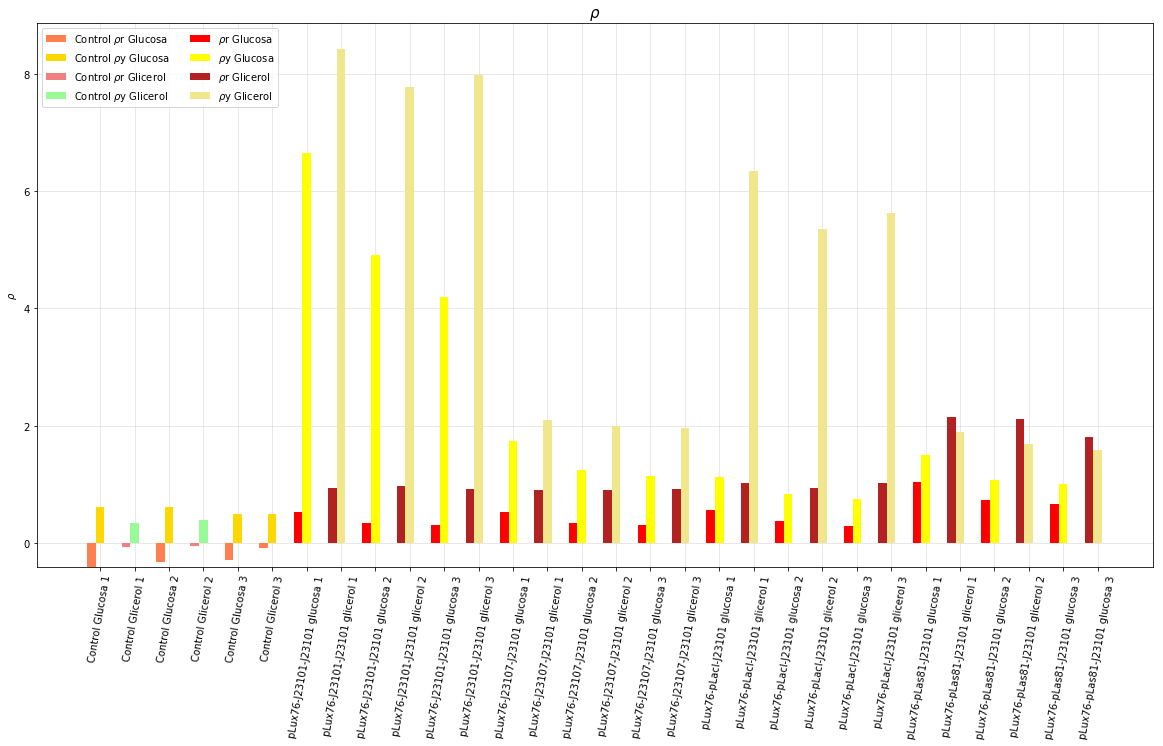 ρ
Control ρr Glucosa
Control ρy Glucosa
Control ρr Glicerol
Control ρy Glicerol
ρr Glucosa
ρy Glucosa
ρr Glicerol
ρy Glicerol
8
6
4
2
0
ρ
Control Glucosa 1
Control Glicerol 1
Control Glucosa 2
Control Glicerol 2
Control Glucosa 3
Control Glicerol 3
pLux76-J23101-J23101 glucosa 1
pLux76-J23101-J23101 glicerol 1
pLux76-J23101-J23101 glucosa 2
pLux76-J23101-J23101 glicerol 2
pLux76-J23101-J23101 glucosa 3
pLux76-J23101-J23101 glicerol 3
pLux76-J23107-J23101 glucosa 1
pLux76-J23107-J23101 glicerol 1
pLux76-J23107-J23101 glucosa 2
pLux76-J23107-J23101 glicerol 2
pLux76-J23107-J23101 glucosa 3
pLux76-J23107-J23101 glicerol 3
pLux76-pLacI-J23101 glucosa 1
pLux76-pLacI-J23101 glicerol 1
pLux76-pLacI-J23101 glucosa 2
pLux76-pLacI-J23101 glicerol 2
pLux76-pLacI-J23101 glucosa 3
pLux76-pLacI-J23101 glicerol 3
pLux76-pLas81-J23101 glucosa 1
pLux76-pLas81-J23101 glicerol 1
pLux76-pLas81-J23101 glucosa 2
pLux76-pLas81-J23101 glicerol 2
pLux76-pLas81-J23101 glucosa 3
pLux76-pLas81-J23101 glucosa 3